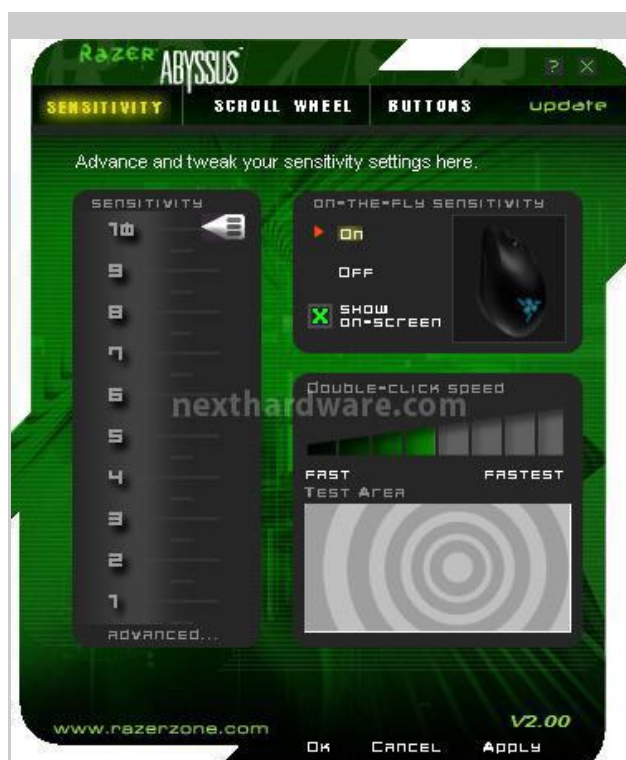 RAZER ABYSSUS
? X
SENSITIVITY SCROLL WHEEL BUTTONS update
Advance and tweak your sensitivity settings here.
SENSITIVITY
10
9
8
7
6
5
4
3
2
1
ADVANCED...
ON-THE-FLY SENSITIVITY
On
OFF
SHOW
ON-SCREEN
DOUBLE-CLICK SPEED
FAST FASTEST
TEST AREA
nexthardware.com
www.razerzone.com
V2.00
OK CANCEL APPLY